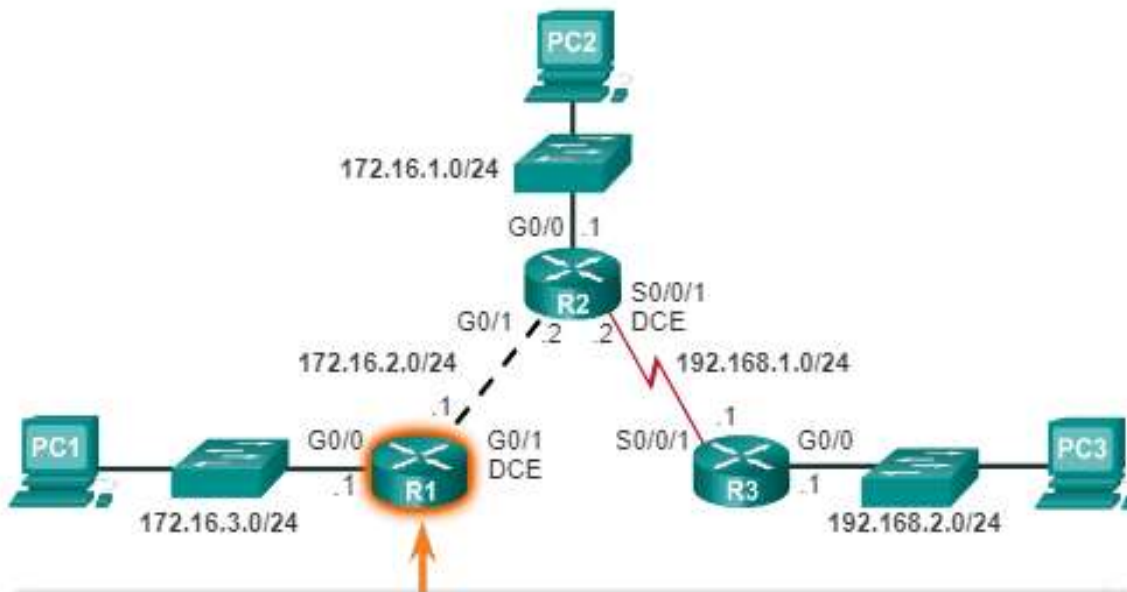 PC2
172.16.1.0/24
G0/0 .1
R2
S0/0/1
DCE
G0/1 .2 .2
172.16.2.0/24
192.168.1.0/24
.1
.1
PC1
G0/0
G0/1
DCE
S0/0/1
G0/0
PC3
.1
R1
R3
.1
172.16.3.0/24
192.168.2.0/24